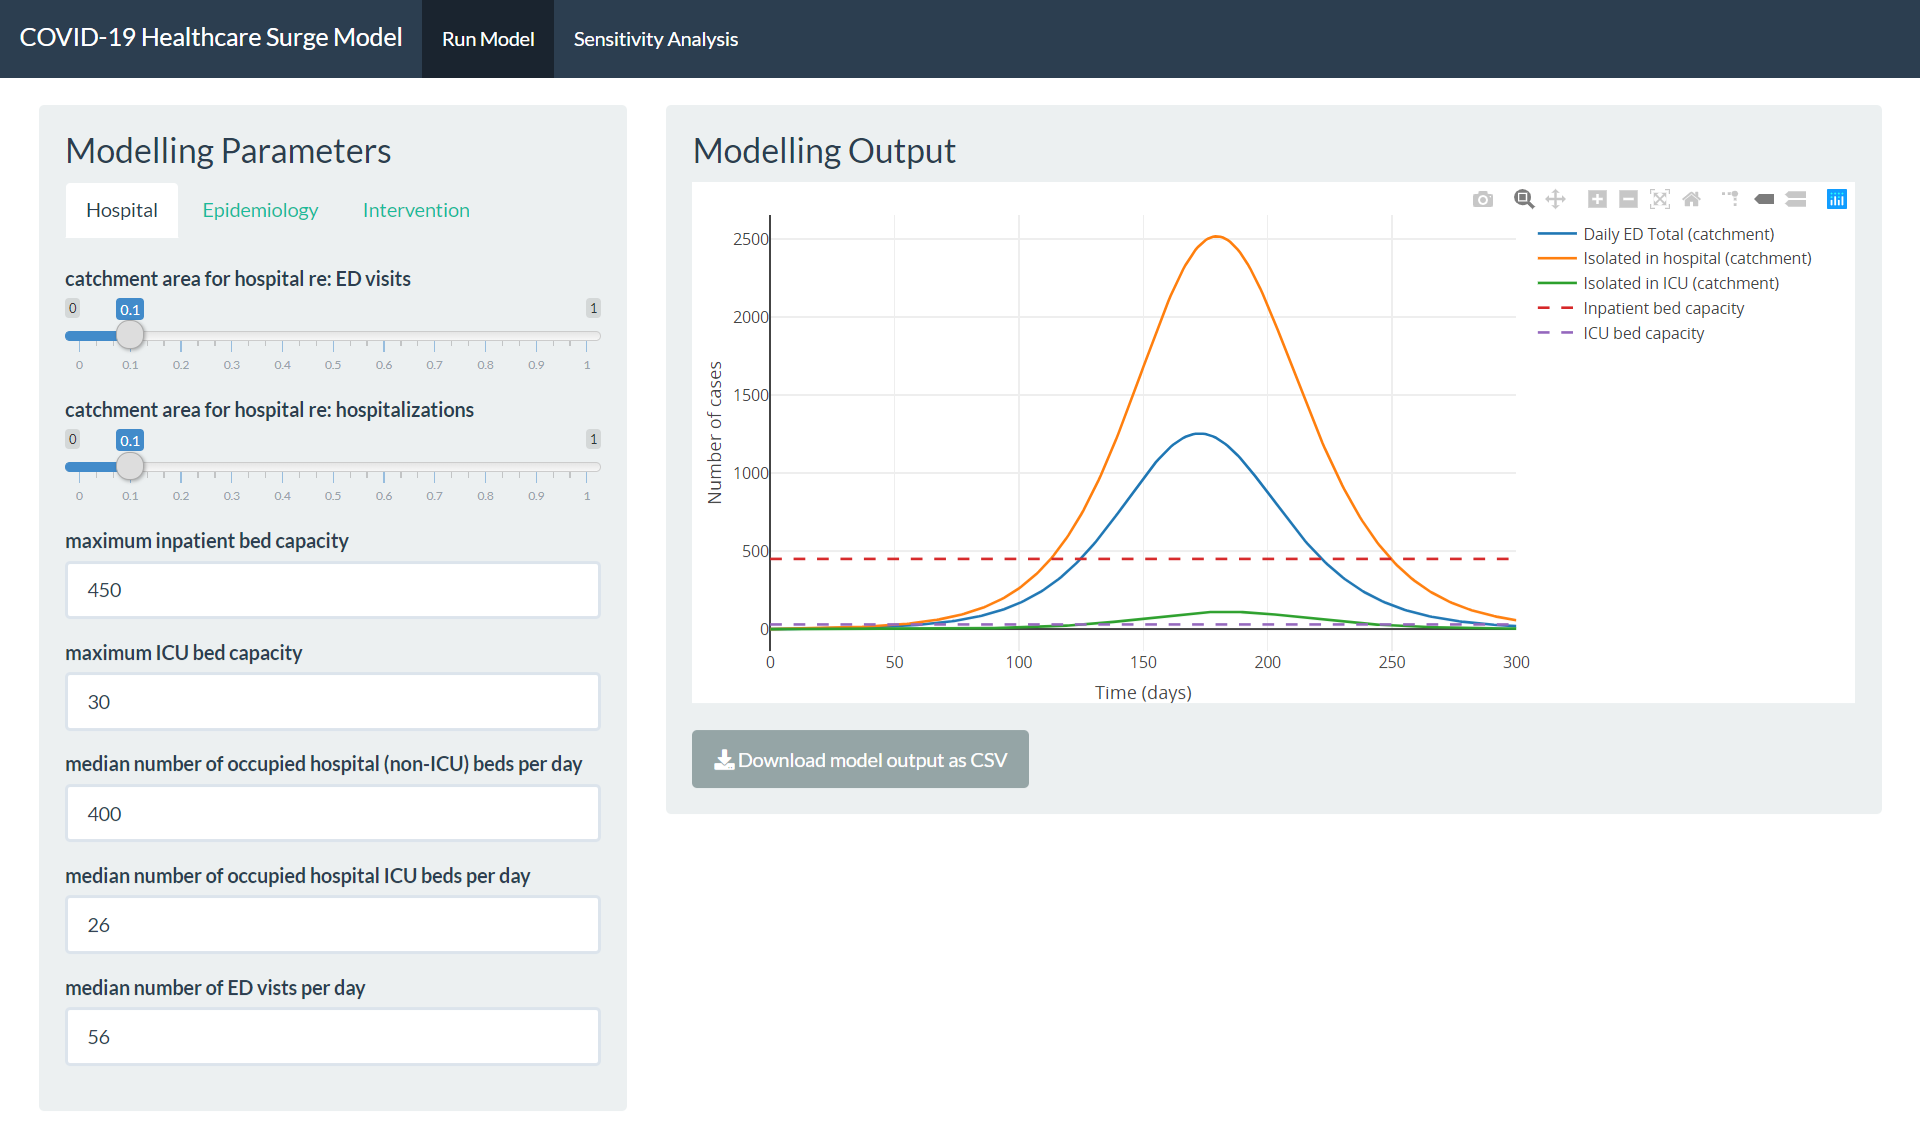 COVID-19 Healthcare Surge Model
Run Model
Sensitivity Analysis
Modelling Parameters
Hospital
Epidemiology
Intervention
catchment area for hospital re: ED visits
0
0.1
1
0 0.1 0.2 0.3 0.4 0.5 0.6 0.7 0.8 0.9 1
catchment area for hospital re: hospitalizations
0
0.1
1
0 0.1 0.2 0.3 0.4 0.5 0.6 0.7 0.8 0.9 1
maximum inpatient bed capacity
450
maximum ICU bed capacity
30
median number of occupied hospital (non-ICU) beds per day
400
median number of occupied hospital ICU beds per day
26
median number of ED vists per day
56
Modelling Output
Number of cases
2500
2000
1500
1000
500
0
0 50 100 150 200 250 300
Time (days)
Daily ED Total (catchment)
Isolated in hospital (catchment)
Isolated in ICU (catchment)
Inpatient bed capacity
ICU bed capacity
Download model output as CSV